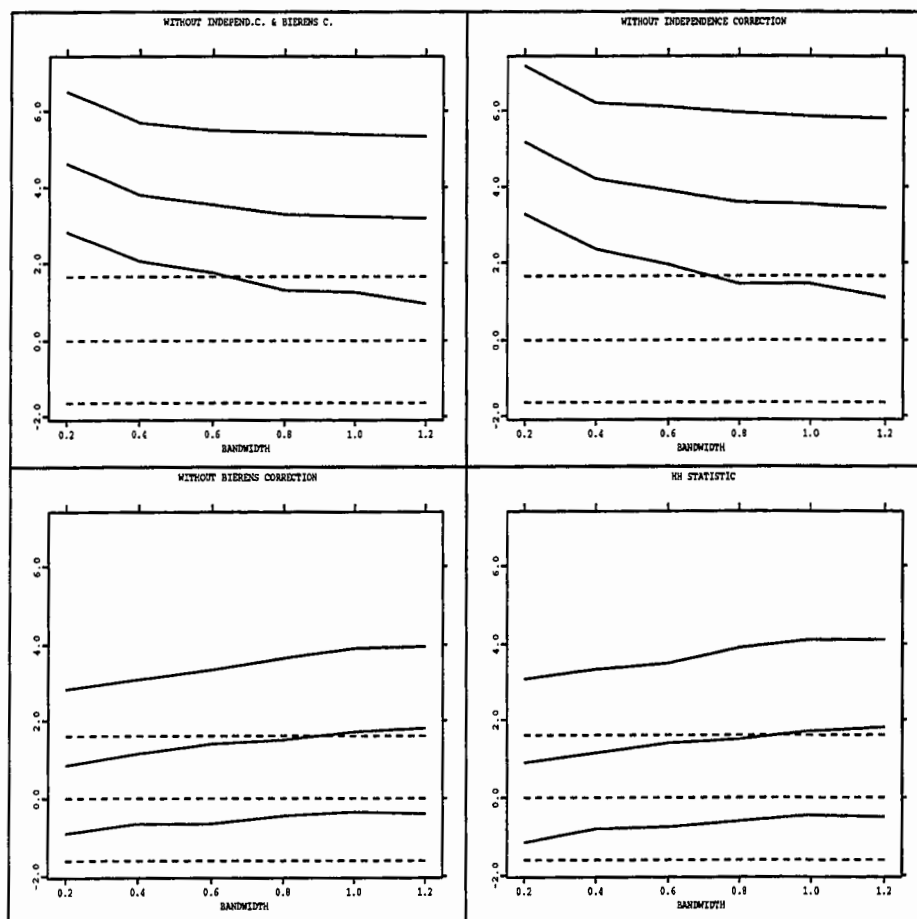 WITHOUT INDEPEND.C. & BIERENS C.
6.0
4.0
2.0
0.0
-2.0
0.2 0.4 0.6 0.8 1.0 1.2
BANDWIDTH
WITHOUT INDEPENDENCE CORRECTION
6.0
4.0
2.0
0.0
-2.0
0.2 0.4 0.6 0.8 1.0 1.2
BANDWIDTH
WITHOUT BIERENS CORRECTION
6.0
4.0
2.0
0.0
-2.0
0.2 0.4 0.6 0.8 1.0 1.2
BANDWIDTH
HH STATISTIC
6.0
4.0
2.0
0.0
-2.0
0.2 0.4 0.6 0.8 1.0 1.2
BANDWIDTH